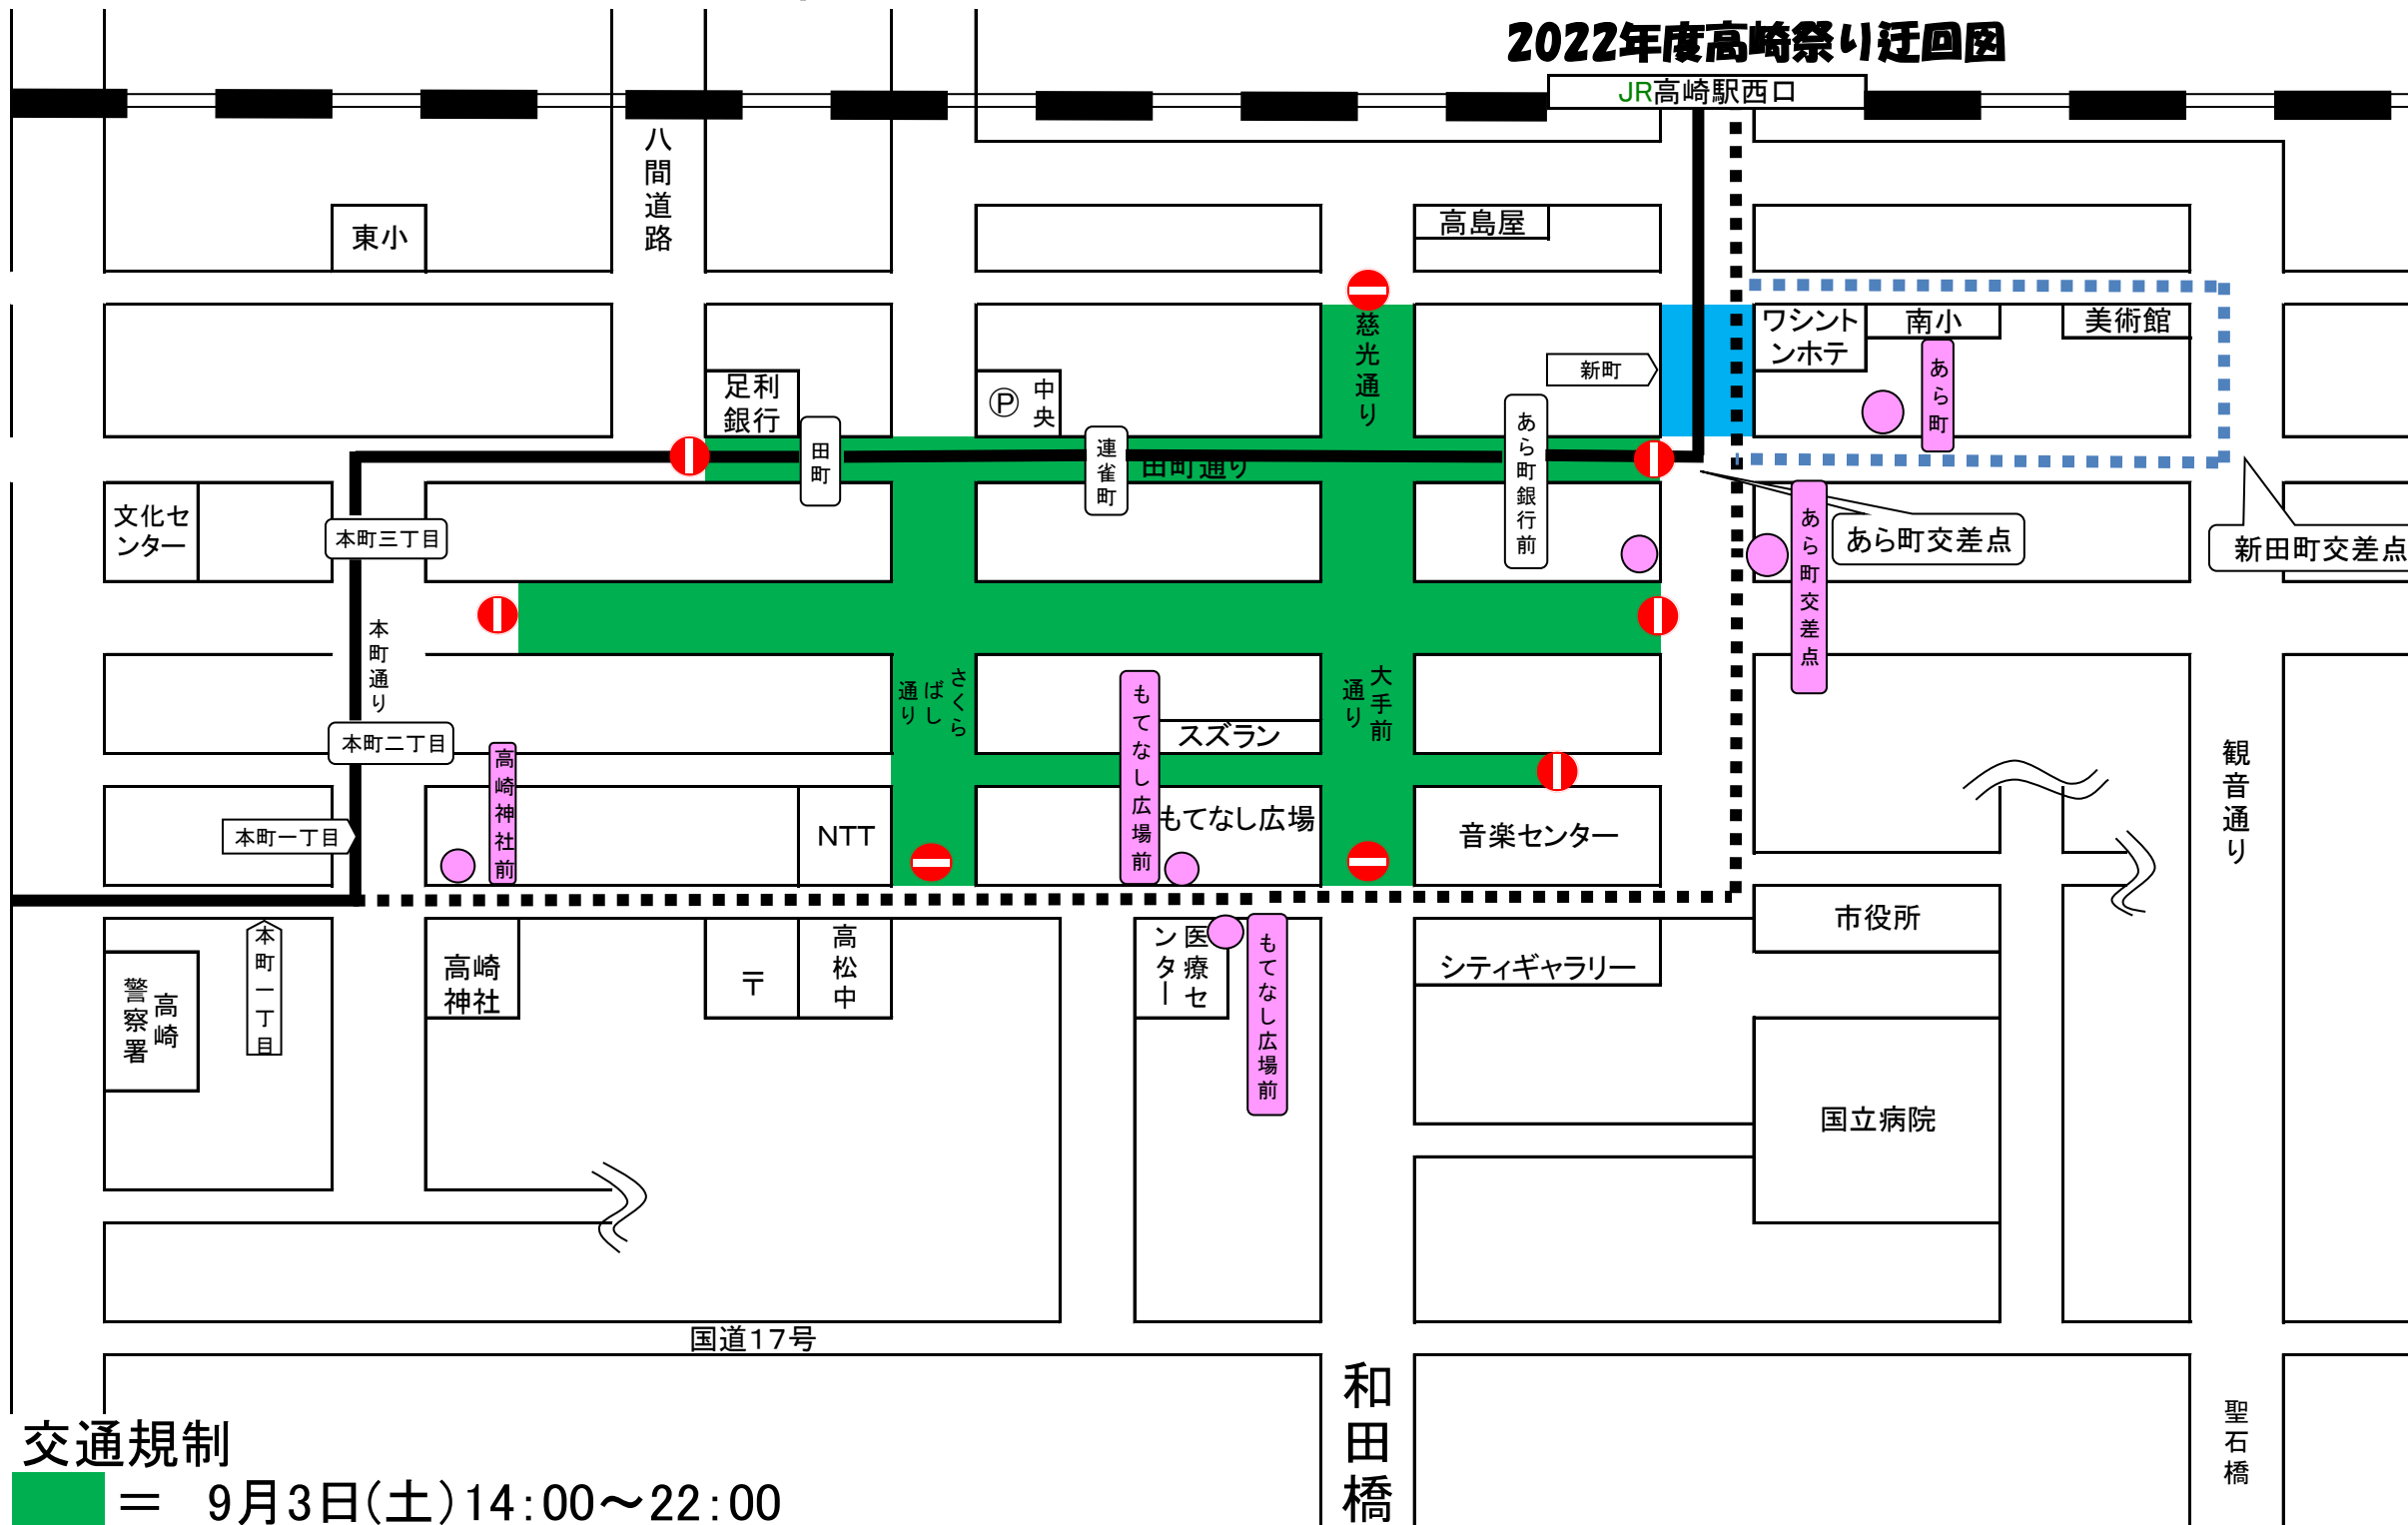 2022年度高崎祭り迂回図
JR高崎駅西口
八間道路
東小
高島屋
慈光通り
ワシント
ンホテ
南小
美術館
新町
あら町
足利
銀行
Ⓟ
中央
田町
連雀町
田町通り
あら町銀行前
文化セ
ンター
本町三丁目
あら町交差点
あら町交差点
新田町交差点
本町通り
さくら
ばし
通り
もてなし広場前
大手前
通り
スズラン
本町二丁目
高崎神社前
観音通り
本町一丁目
NTT
もてなし広場
音楽センター
本町一丁目
高崎
警察署
高崎
神社
〒
高松中
医療セ
ンター
もてなし広場前
シティギャラリー
市役所
国立病院
国道17号
和田橋
聖石橋
交通規制
＝ 9月3日(土)14:00～22:00